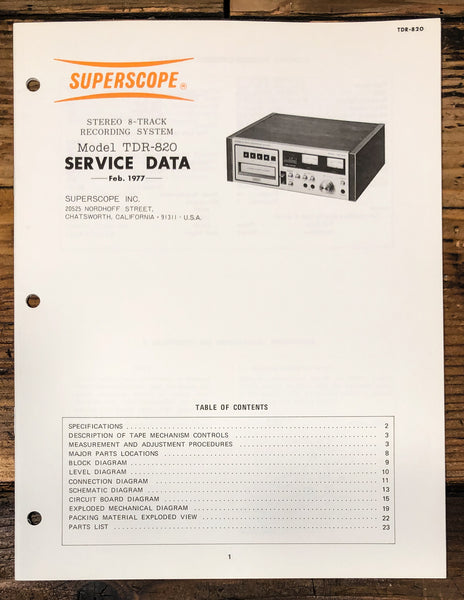 TDR-820
SUPERSCOPE®
STEREO 8-TRACK
RECORDING SYSTEM
Model TDR-820
SERVICE DATA
Feb. 1977
SUPERSCOPE INC.
20525 NORDHOFF STREET,
CHATSWORTH, CALIFORNIA • 91311 • U.S.A.
TABLE OF CONTENTS
SPECIFICATIONS 2
DESCRIPTION OF TAPE MECHANISM CONTROLS 3
MEASUREMENT AND ADJUSTMENT PROCEDURES 3
MAJOR PARTS LOCATIONS 8
BLOCK DIAGRAM 9
LEVEL DIAGRAM 10
CONNECTION DIAGRAM 11
SCHEMATIC DIAGRAM 13
CIRCUIT BOARD DIAGRAM 15
EXPLODED MECHANICAL DIAGRAM 19
PACKING MATERIAL EXPLODED VIEW 22
PARTS LIST 23
1